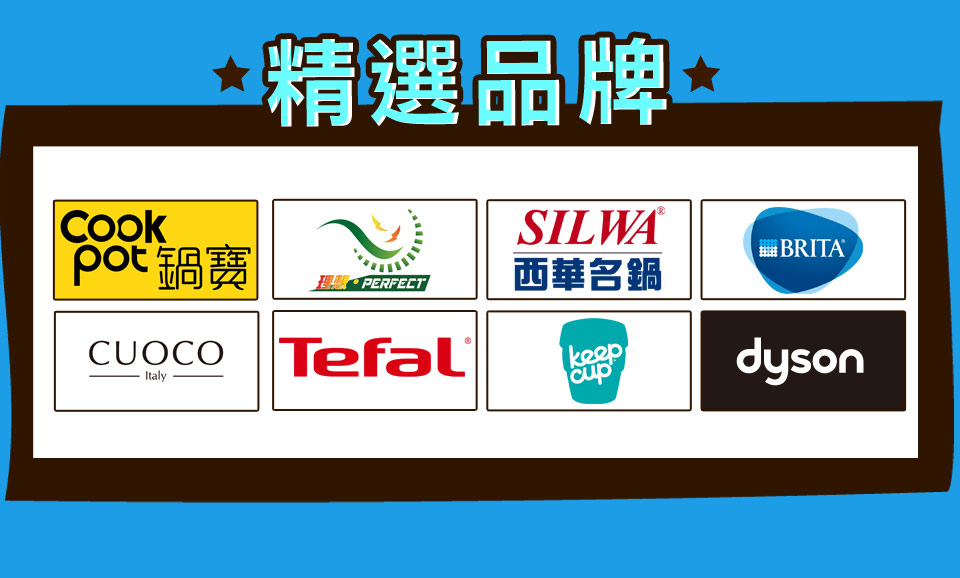 精選品牌
Cook
pot 鍋寶
理想·PERFECT
SILWA®
西華名鍋
BRITA®
CUOCO
Italy
Tefal®
keep
cup
dyson